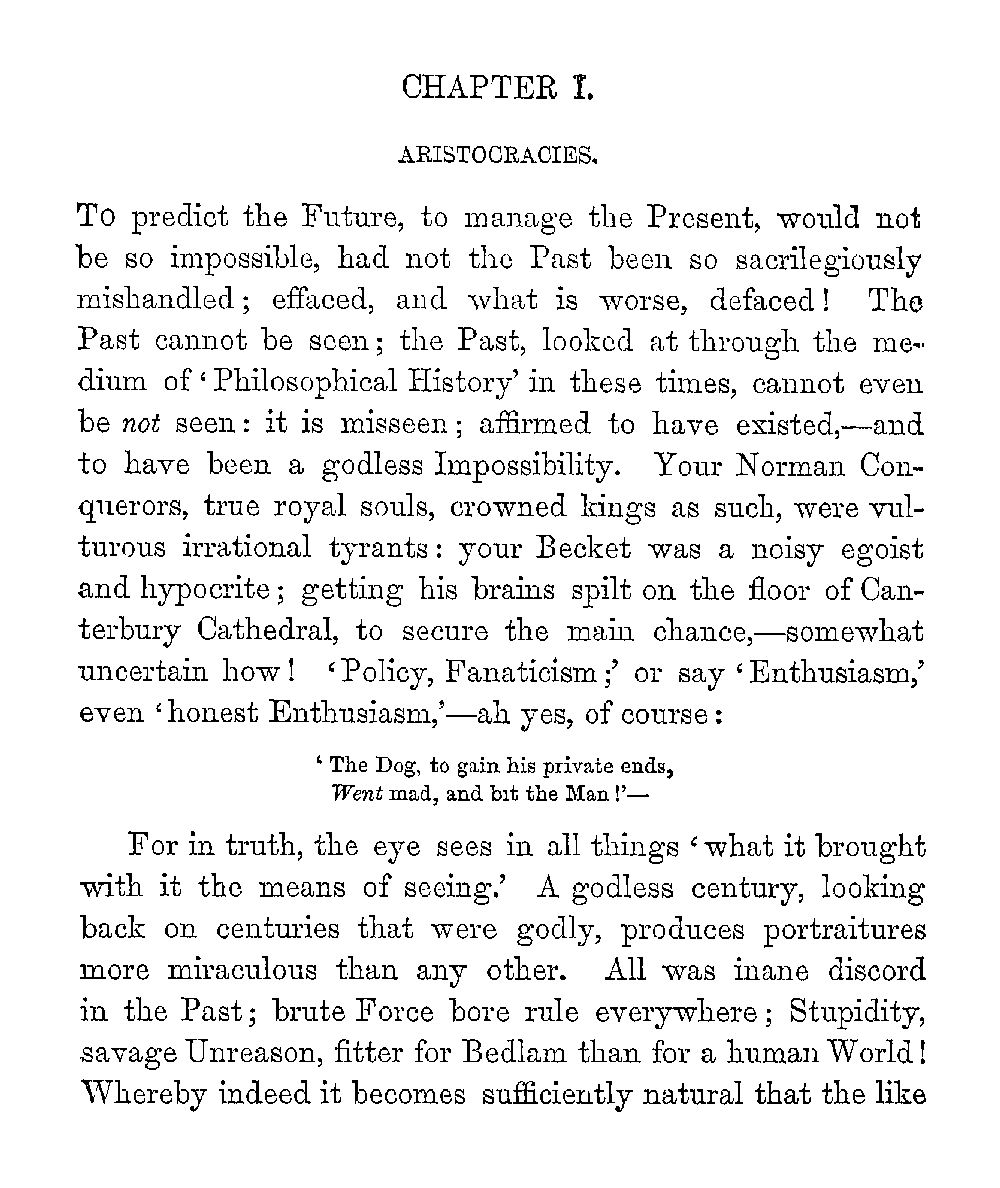 CHAPTER I.
ARISTOCRACIES.
To predict the Future, to manage the Present, would not
be so impossible, had not the Past been so sacrilegiously
mishandled; effaced, and what is worse, defaced! The
Past cannot be seen; the Past, looked at through the me-
dium of ‘Philosophical History’ in these times, cannot even
be not seen: it is misseen; affirmed to have existed,—and
to have been a godless Impossibility. Your Norman Con-
querors, true royal souls, crowned kings as such, were vul-
turous irrational tyrants: your Becket was a noisy egoist
and hypocrite; getting his brains spilt on the floor of Can-
terbury Cathedral, to secure the main chance,—somewhat
uncertain how! ‘Policy, Fanaticism;’ or say ‘Enthusiasm,’
even ‘honest Enthusiasm,’—ah yes, of course:
‘The Dog, to gain his private ends,
Went mad, and bit the Man!’—
For in truth, the eye sees in all things ‘what it brought
with it the means of seeing.’ A godless century, looking
back on centuries that were godly, produces portraitures
more miraculous than any other. All was inane discord
in the Past; brute Force bore rule everywhere; Stupidity,
savage Unreason, fitter for Bedlam than for a human World!
Whereby indeed it becomes sufficiently natural that the like